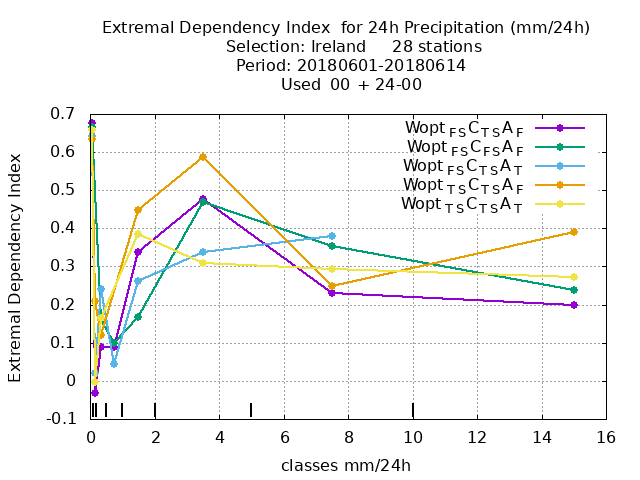 Extremal Dependency Index  for 24h Precipitation (mm/24h)
Selection: Ireland     28 stations
Period: 20180601-20180614
Used  00 + 24-00
Wopt FS C TS A F
Wopt FS C FS A F
Wopt FS C TS A T
Wopt TS C TS A F
Wopt TS C TS A T
Extremal Dependency Index
0.7
0.6
0.5
0.4
0.3
0.2
0.1
0
-0.1
0 2 4 6 8 10 12 14 16
classes mm/24h